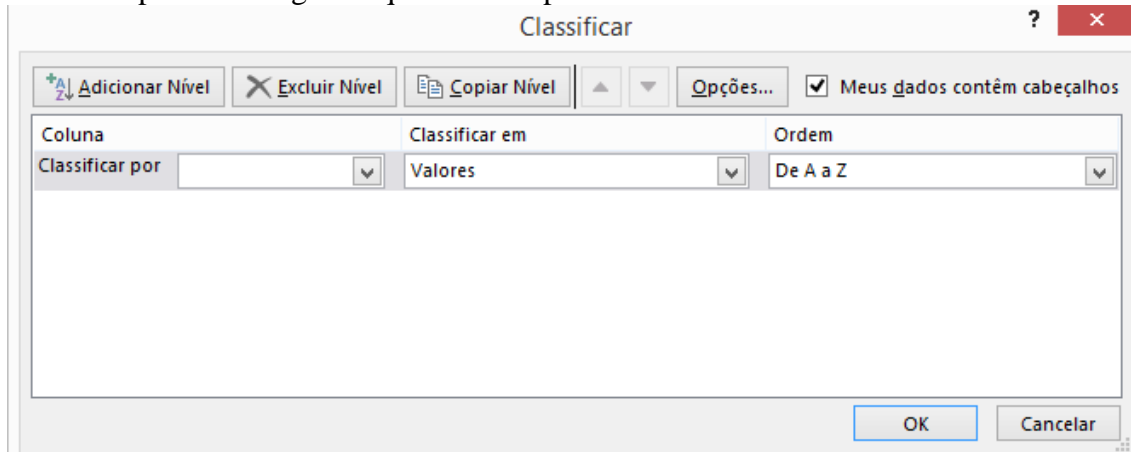 Classificar
?
Adicionar Nível Excluir Nível Copiar Nível Opções... Meus dados contêm cabeçalhos
Coluna Classificar em Ordem
Classificar por Valores De A a Z
OK Cancelar